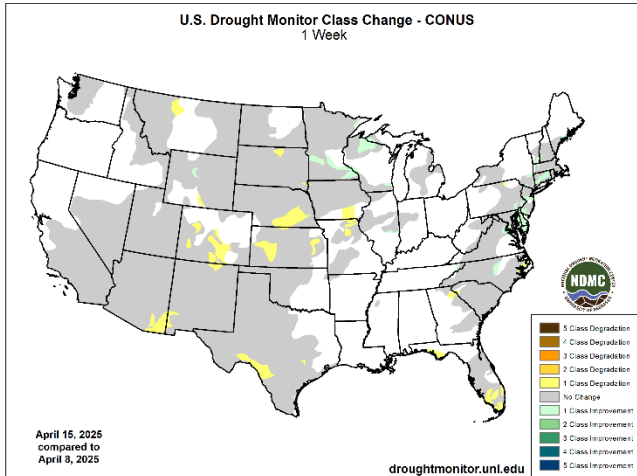 U.S. Drought Monitor Class Change - CONUS
1 Week
NDMC
5 Class Degradation
4 Class Degradation
3 Class Degradation
2 Class Degradation
1 Class Degradation
No Change
1 Class Improvement
2 Class Improvement
3 Class Improvement
4 Class Improvement
5 Class Improvement
April 15, 2025
compared to
April 8, 2025
droughtmonitor.unl.edu